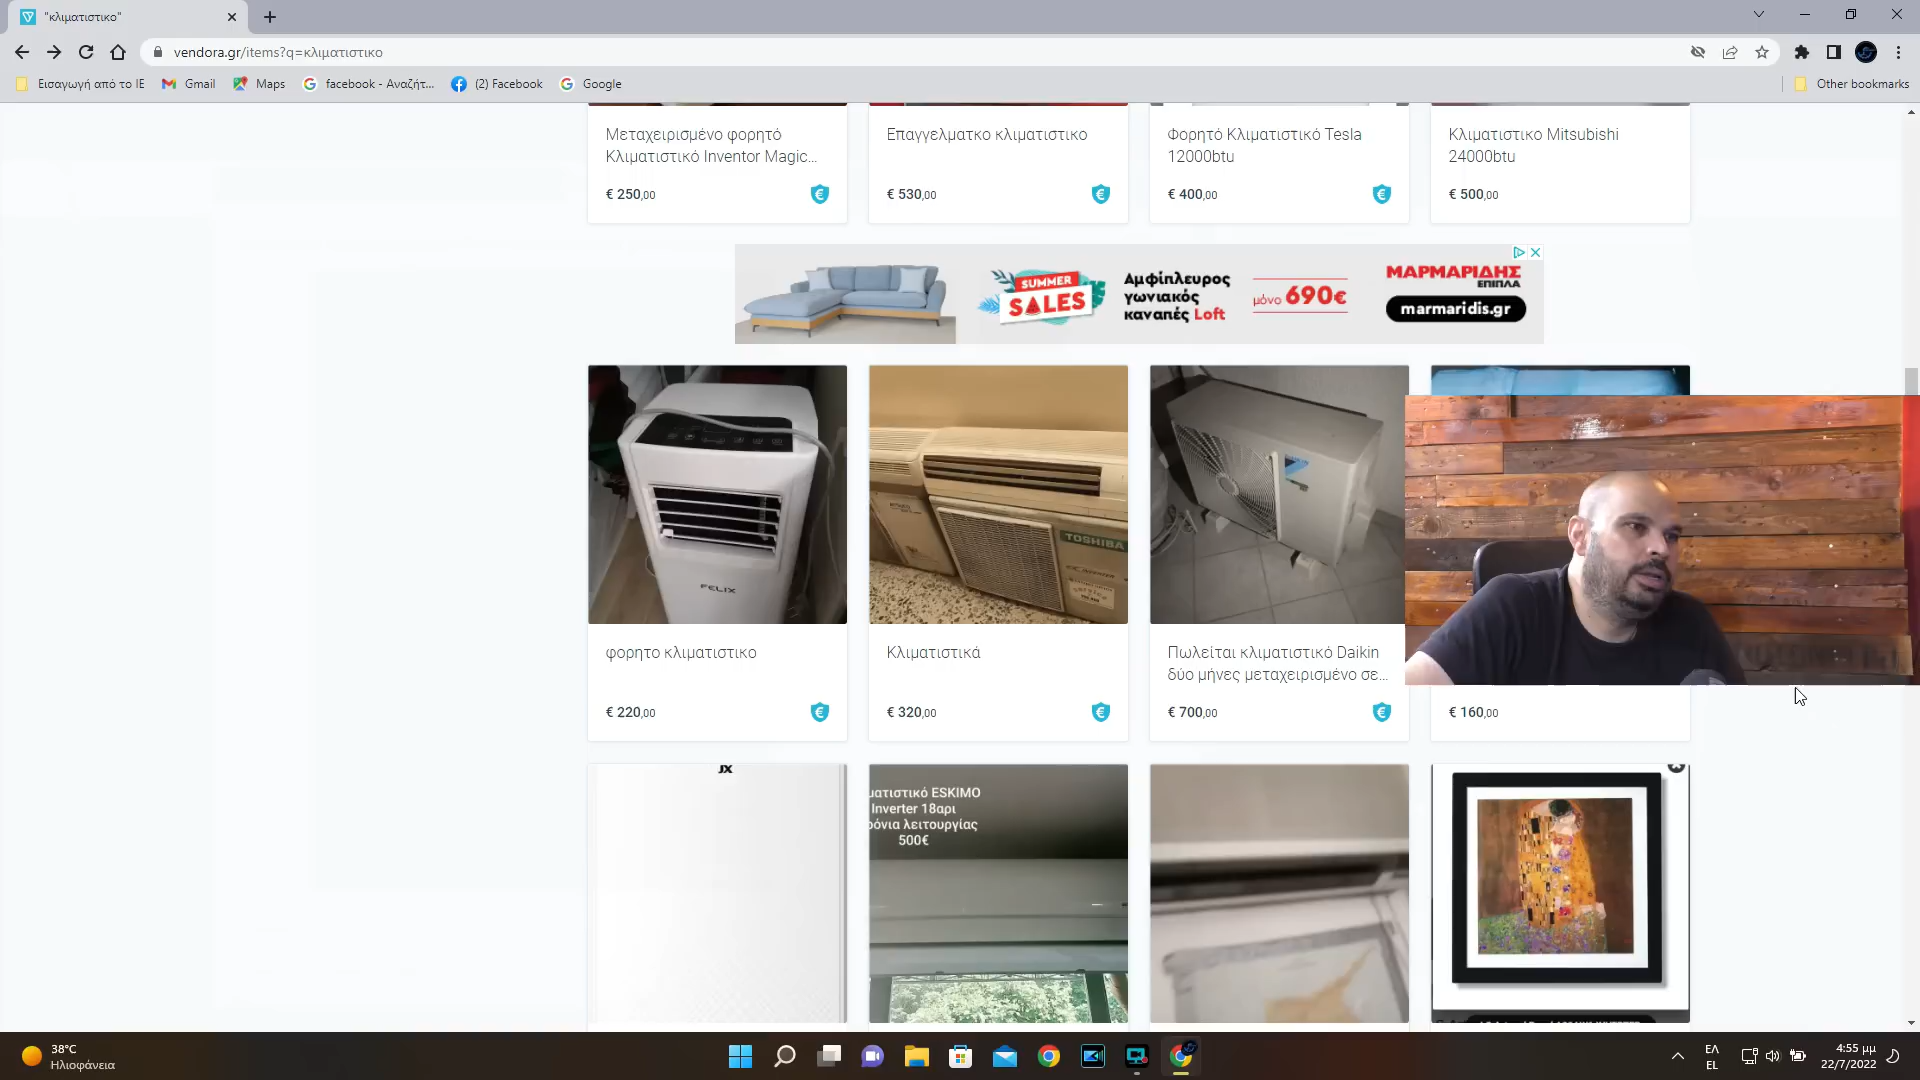 "κλιματιστικο"
vendora.gr/items?q=κλιματιστικο
Εισαγωγή από το IE
Gmail
Maps
facebook - Αναζήτ...
(2) Facebook
Google
Other bookmarks
Μεταχειρισμένο φορητό
Κλιματιστικό Inventor Magic...
€ 250,00
Επαγγελματκο κλιματιστικο
€ 530,00
Φορητό Κλιματιστικό Tesla
12000btu
€ 400,00
Κλιματιστικο Mitsubishi
24000btu
€ 500,00
SUMMER
SALES
Αμφίπλευρος
γωνιακός
καναπές Loft
μόνο 690€
ΜΑΡΜΑΡΙΔΗΣ
ΕΠΙΠΛΑ
marmaridis.gr
FELIX
TOSHIBA
φορητο κλιματιστικο
€ 220,00
Κλιματιστικά
€ 320,00
Πωλείται κλιματιστικό Daikin
δύο μήνες μεταχειρισμένο σε...
€ 700,00
€ 160,00
JX
ματιστικό ESKIMO
Inverter 18αρι
ρόνια λειτουργίας
500€
38°C
Ηλιοφάνεια
ΕΛ
EL
4:55 μμ
22/7/2022